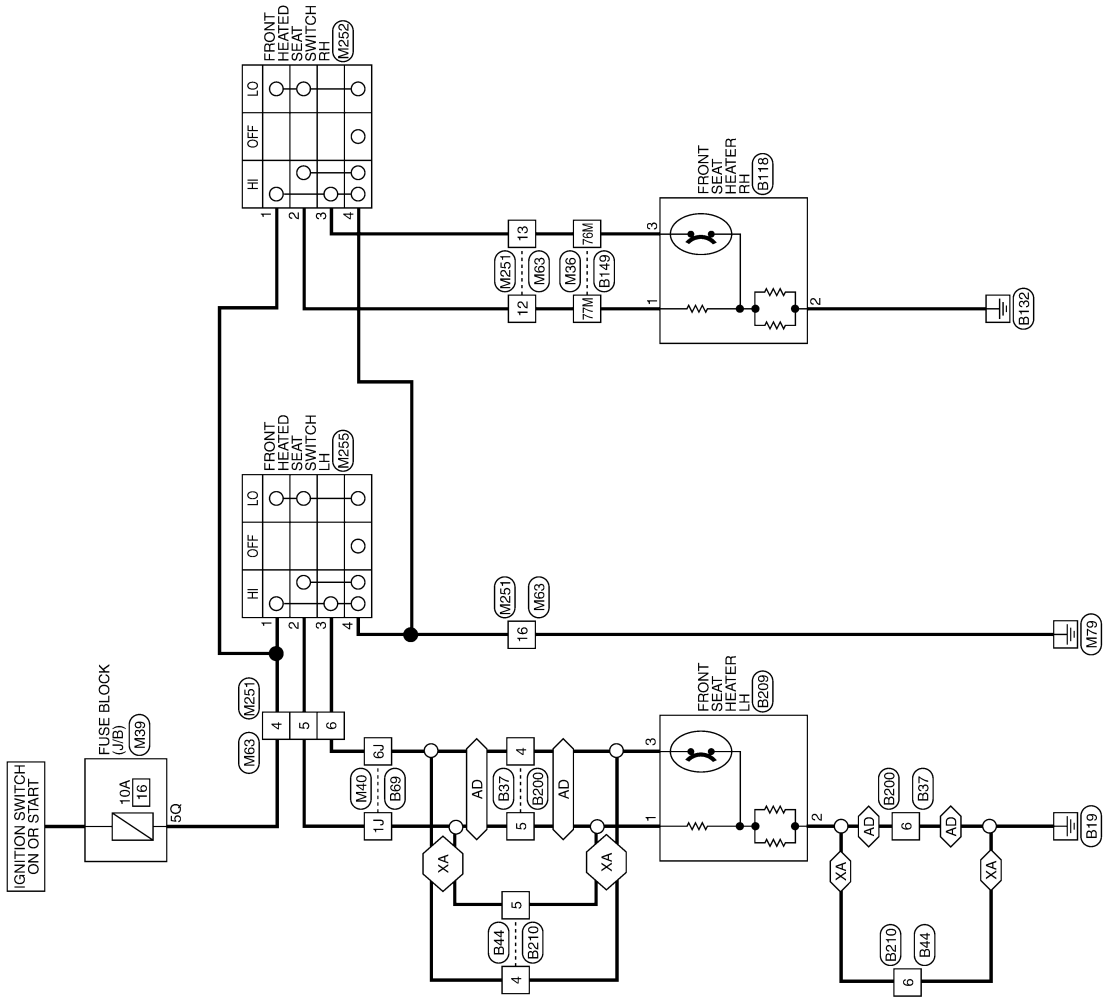 FRONT
HEATED
SEAT
SWITCH
RH
M252
LO
OFF
HI
1
2
3
4
FRONT
SEAT
HEATER
RH
B118
13
76M
3
M251
M63
M36
B149
12
77M
1
2
B132
FRONT
HEATED
SEAT
SWITCH
LH
M255
LO
OFF
HI
1
2
3
4
M251
M63
16
M79
FUSE BLOCK
(J/B)
M39
10A
16
5Q
IGNITION SWITCH
ON OR START
M251
M63
4
5
6
FRONT
SEAT
HEATER
LH
B209
6J
M40
B69
1J
AD
4
B37
B200
5
AD
3
1
2
XA
XA
5
B44
B210
4
B200
B37
AD
6
AD
B19
XA
XA
B210
B44
6